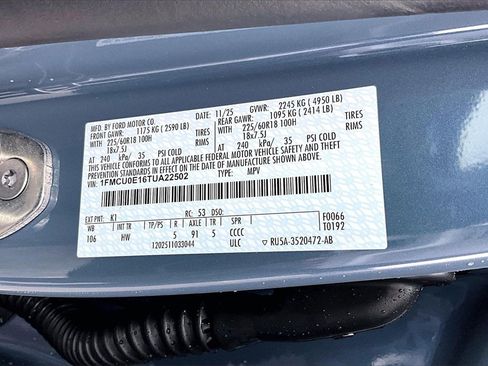 MFD. BY FORD MOTOR CO. DATE: 11/25 GVWR: 2245 KG ( 4950 LB)
FRONT GAWR: 1175 KG ( 2590 LB) REAR GAWR: 1095 KG ( 2414 LB)
WITH 225/60R18 100H TIRES WITH 225/60R18 100H TIRES
18x7.5J RIMS 18x7.5J RIMS
AT 240 kPa/ 35 PSI COLD AT 240 kPa/ 35 PSI COLD
THIS VEHICLE CONFORMS TO ALL APPLICABLE FEDERAL MOTOR VEHICLE SAFETY AND THEFT
PREVENTION STANDARDS IN EFFECT ON THE DATE OF MANUFACTURE SHOWN ABOVE.
VIN: 1FMCU0E16TUA22502 TYPE: MPV
EXT PNT: K1 RC: 53 DSO: F0066
WB INT TR TP/PS R AXLE TR SPR T0192
106 HW 5 91 5 CCCC
1202511033044 ULC RU5A-3520472-AB